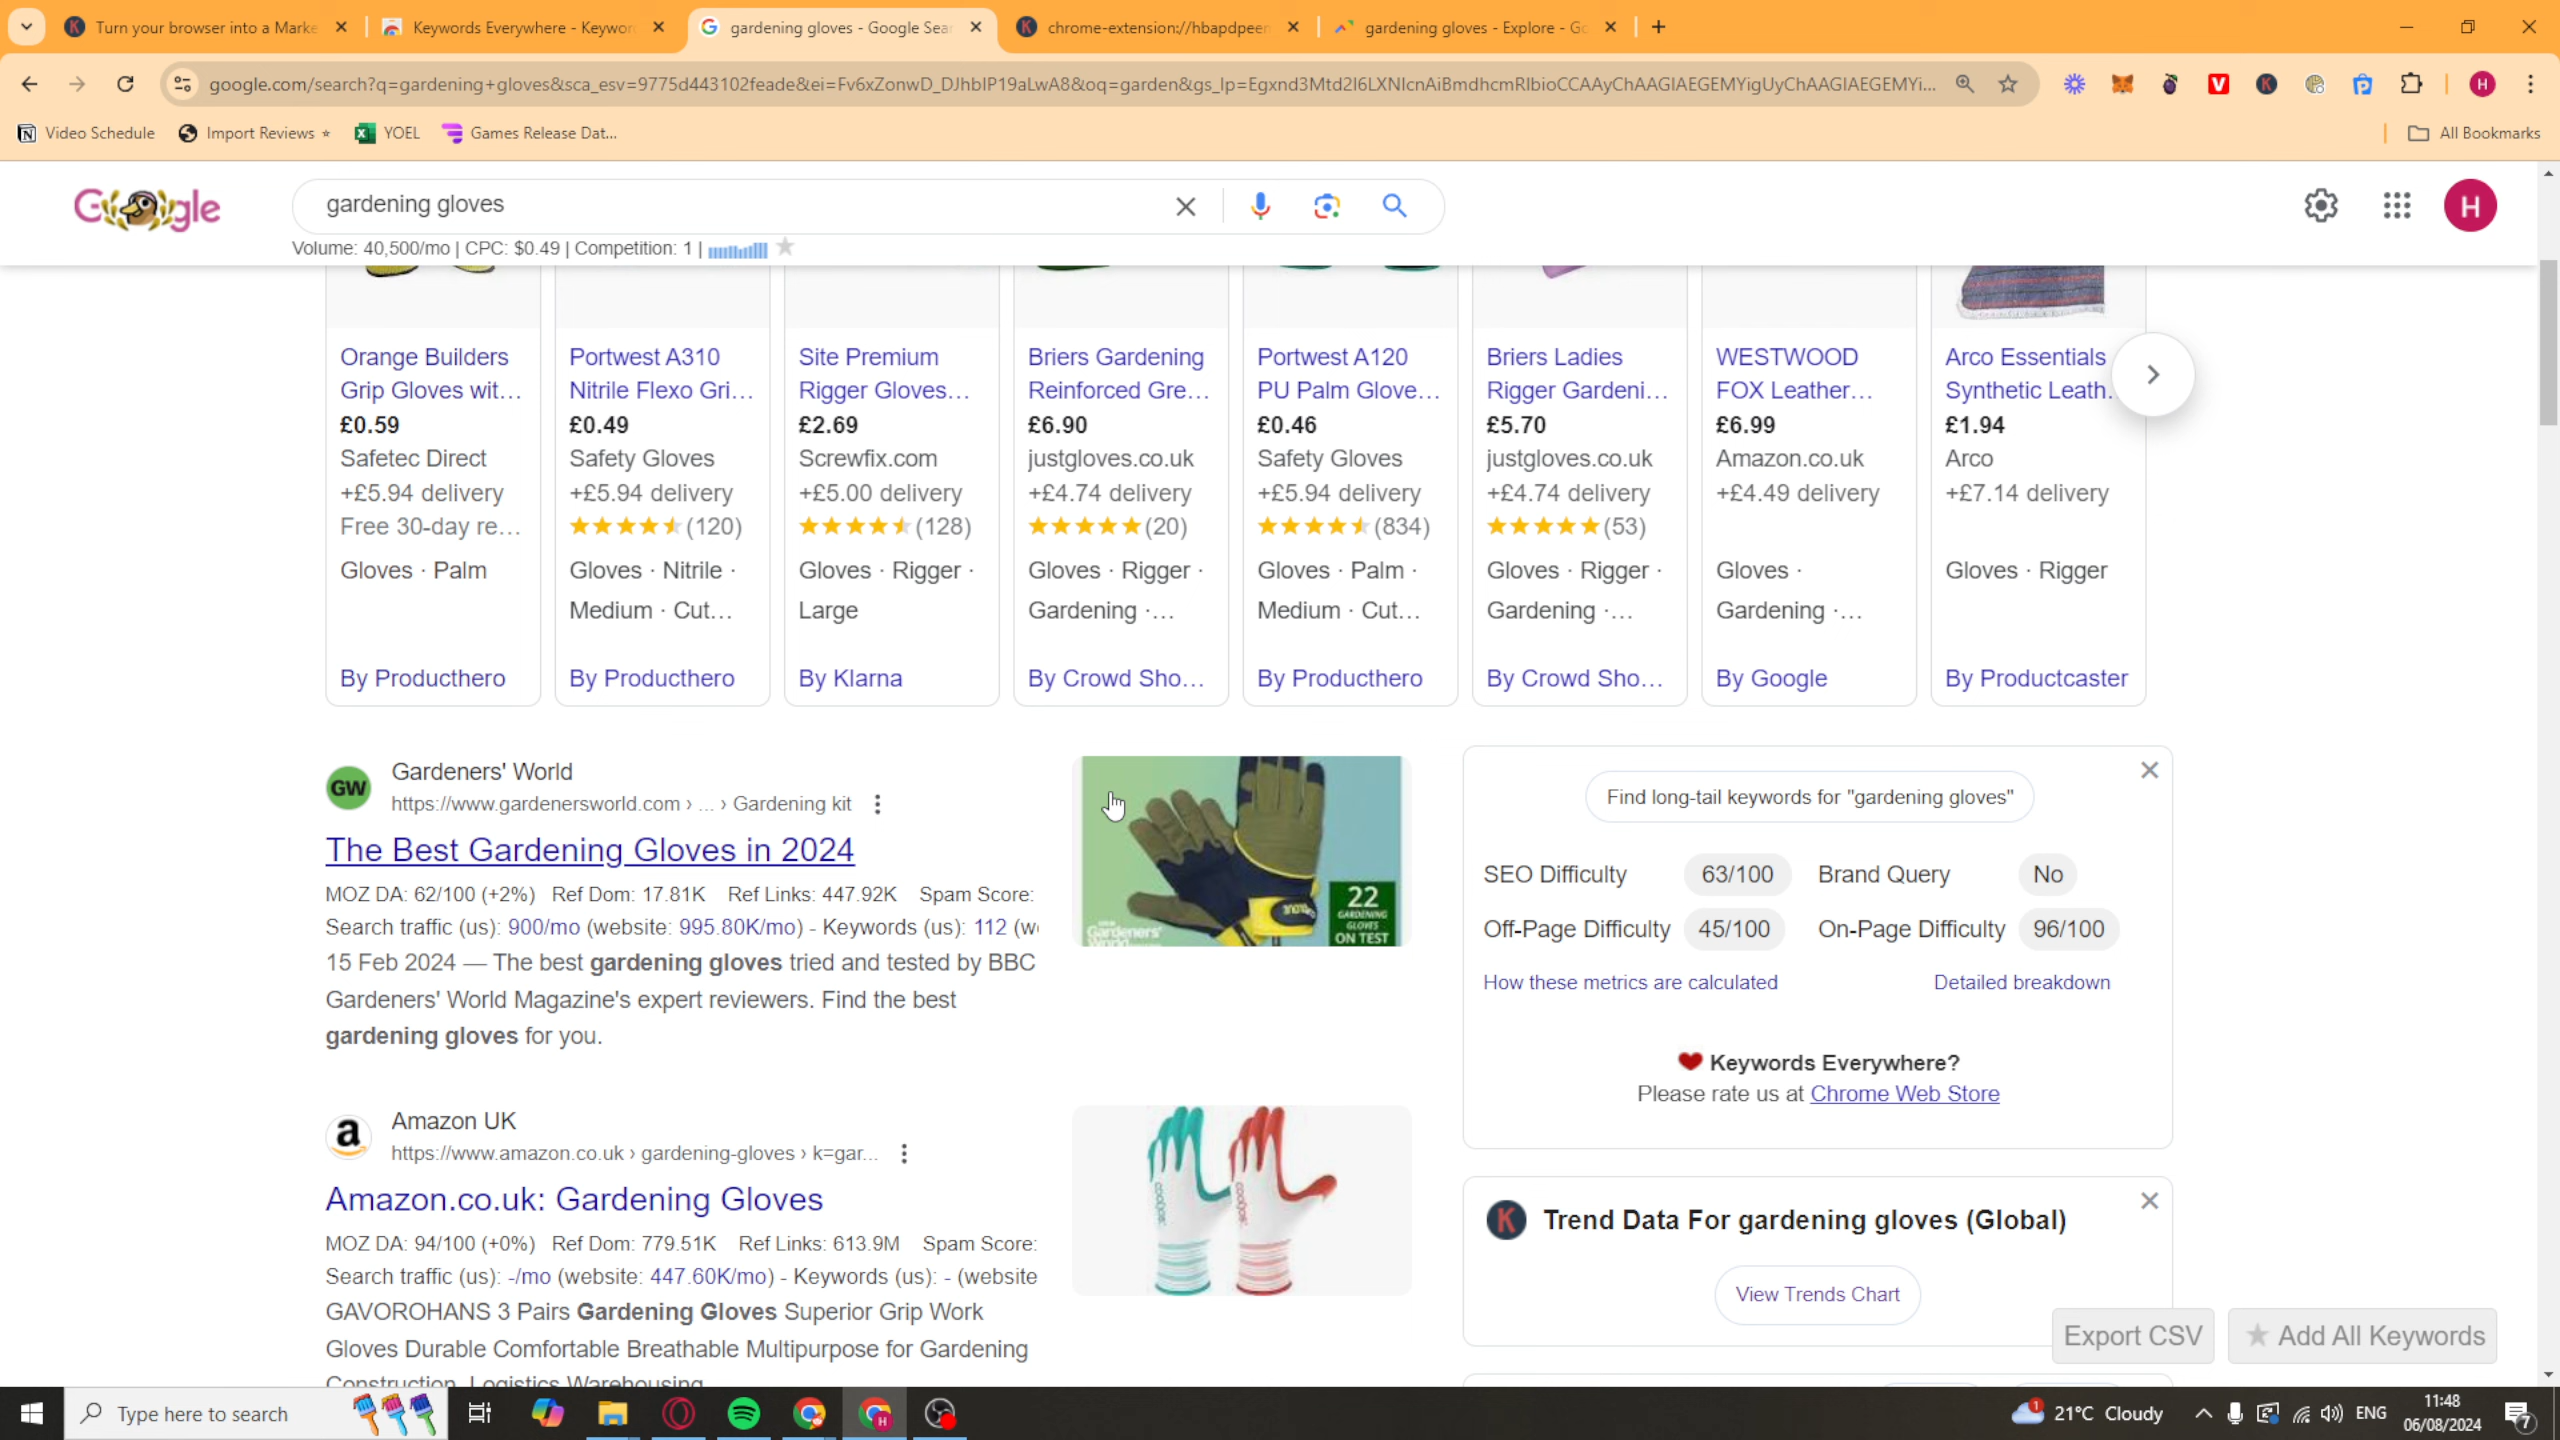 Turn your browser into a Marke
Keywords Everywhere - Keywor
gardening gloves - Google Sea
chrome-extension://hbapdpeen
gardening gloves - Explore - Go
google.com/search?q=gardening+gloves&sca_esv=9775d443102feade&ei=Fv6xZonwD_DJhbIP19aLwA8&oq=garden&gs_lp=Egxnd3Mtd2l6LXNlcnAiBmdhcmRlbioCCAAyChAAGIAEGEMYigUyChAAGIAEGEMYi...
H
Video Schedule
Import Reviews ⭐
YOEL
Games Release Dat...
All Bookmarks
Google
gardening gloves
H
Volume: 40,500/mo | CPC: $0.49 | Competition: 1 |
Orange Builders
Grip Gloves wit...
£0.59
Safetec Direct
+£5.94 delivery
Free 30-day re...
Gloves · Palm
By Producthero
Portwest A310
Nitrile Flexo Gri...
£0.49
Safety Gloves
+£5.94 delivery
(120)
Gloves · Nitrile ·
Medium · Cut...
By Producthero
Site Premium
Rigger Gloves...
£2.69
Screwfix.com
+£5.00 delivery
(128)
Gloves · Rigger ·
Large
By Klarna
Briers Gardening
Reinforced Gre...
£6.90
justgloves.co.uk
+£4.74 delivery
(20)
Gloves · Rigger ·
Gardening ·...
By Crowd Sho...
Portwest A120
PU Palm Glove...
£0.46
Safety Gloves
+£5.94 delivery
(834)
Gloves · Palm ·
Medium · Cut...
By Producthero
Briers Ladies
Rigger Gardeni...
£5.70
justgloves.co.uk
+£4.74 delivery
(53)
Gloves · Rigger ·
Gardening ·...
By Crowd Sho...
WESTWOOD
FOX Leather...
£6.99
Amazon.co.uk
+£4.49 delivery
Gloves ·
Gardening ·...
By Google
Arco Essentials
Synthetic Leath.
£1.94
Arco
+£7.14 delivery
Gloves · Rigger
By Productcaster
GW
Gardeners' World
https://www.gardenersworld.com › ... › Gardening kit
The Best Gardening Gloves in 2024
MOZ DA: 62/100 (+2%) Ref Dom: 17.81K Ref Links: 447.92K Spam Score:
Search traffic (us): 900/mo (website: 995.80K/mo) - Keywords (us): 112 (w
15 Feb 2024 — The best gardening gloves tried and tested by BBC
Gardeners' World Magazine's expert reviewers. Find the best
gardening gloves for you.
Gardeners'
22
GARDENING
GLOVES
ON TEST
a
Amazon UK
https://www.amazon.co.uk › gardening-gloves › k=gar...
Amazon.co.uk: Gardening Gloves
MOZ DA: 94/100 (+0%) Ref Dom: 779.51K Ref Links: 613.9M Spam Score:
Search traffic (us): -/mo (website: 447.60K/mo) - Keywords (us): - (website
GAVOROHANS 3 Pairs Gardening Gloves Superior Grip Work
Gloves Durable Comfortable Breathable Multipurpose for Gardening
Construction, Logistics Warehousing
Find long-tail keywords for "gardening gloves"
SEO Difficulty 63/100 Brand Query No
Off-Page Difficulty 45/100 On-Page Difficulty 96/100
How these metrics are calculated
Detailed breakdown
Keywords Everywhere?
Please rate us at Chrome Web Store
K
Trend Data For gardening gloves (Global)
View Trends Chart
Export CSV
Add All Keywords
Type here to search
1
21°C Cloudy
ENG
11:48
06/08/2024
7